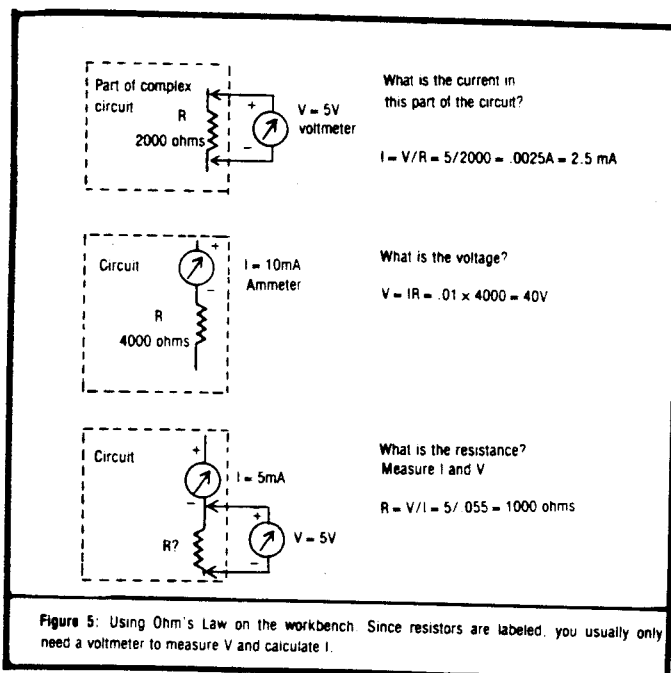 Part of complex
circuit
R
2000 ohms
+
−
V = 5V
voltmeter
What is the current in
this part of the circuit?
I = V/R = 5/2000 = .0025A = 2.5 mA
Circuit
+
−
I = 10mA
Ammeter
R
4000 ohms
What is the voltage?
V = IR = .01 x 4000 = 40V
Circuit
+
−
I = 5mA
R?
+
−
V = 5V
What is the resistance?
Measure I and V
R = V/I = 5/.055 = 1000 ohms
Figure 5: Using Ohm's Law on the workbench. Since resistors are labeled, you usually only
need a voltmeter to measure V and calculate I.